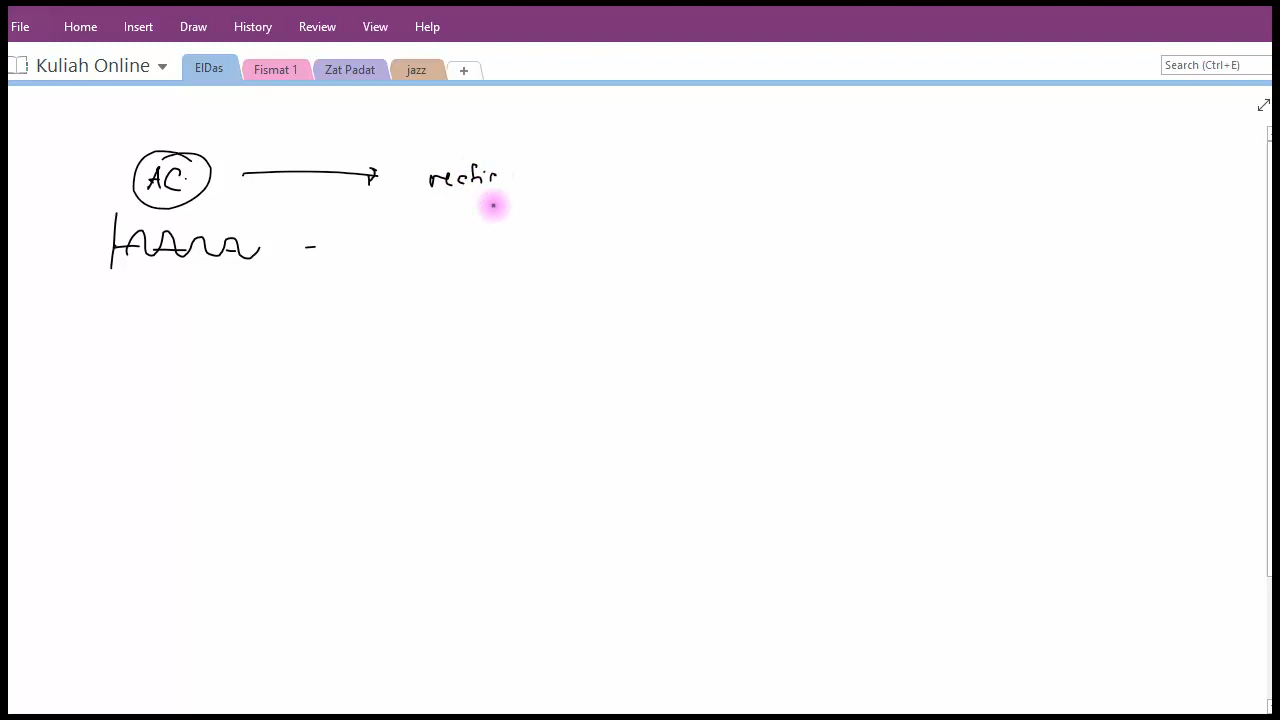 File Home Insert Draw History Review View Help
Kuliah Online ElDas Fismat 1 Zat Padat jazz + Search (Ctrl+E)
AC